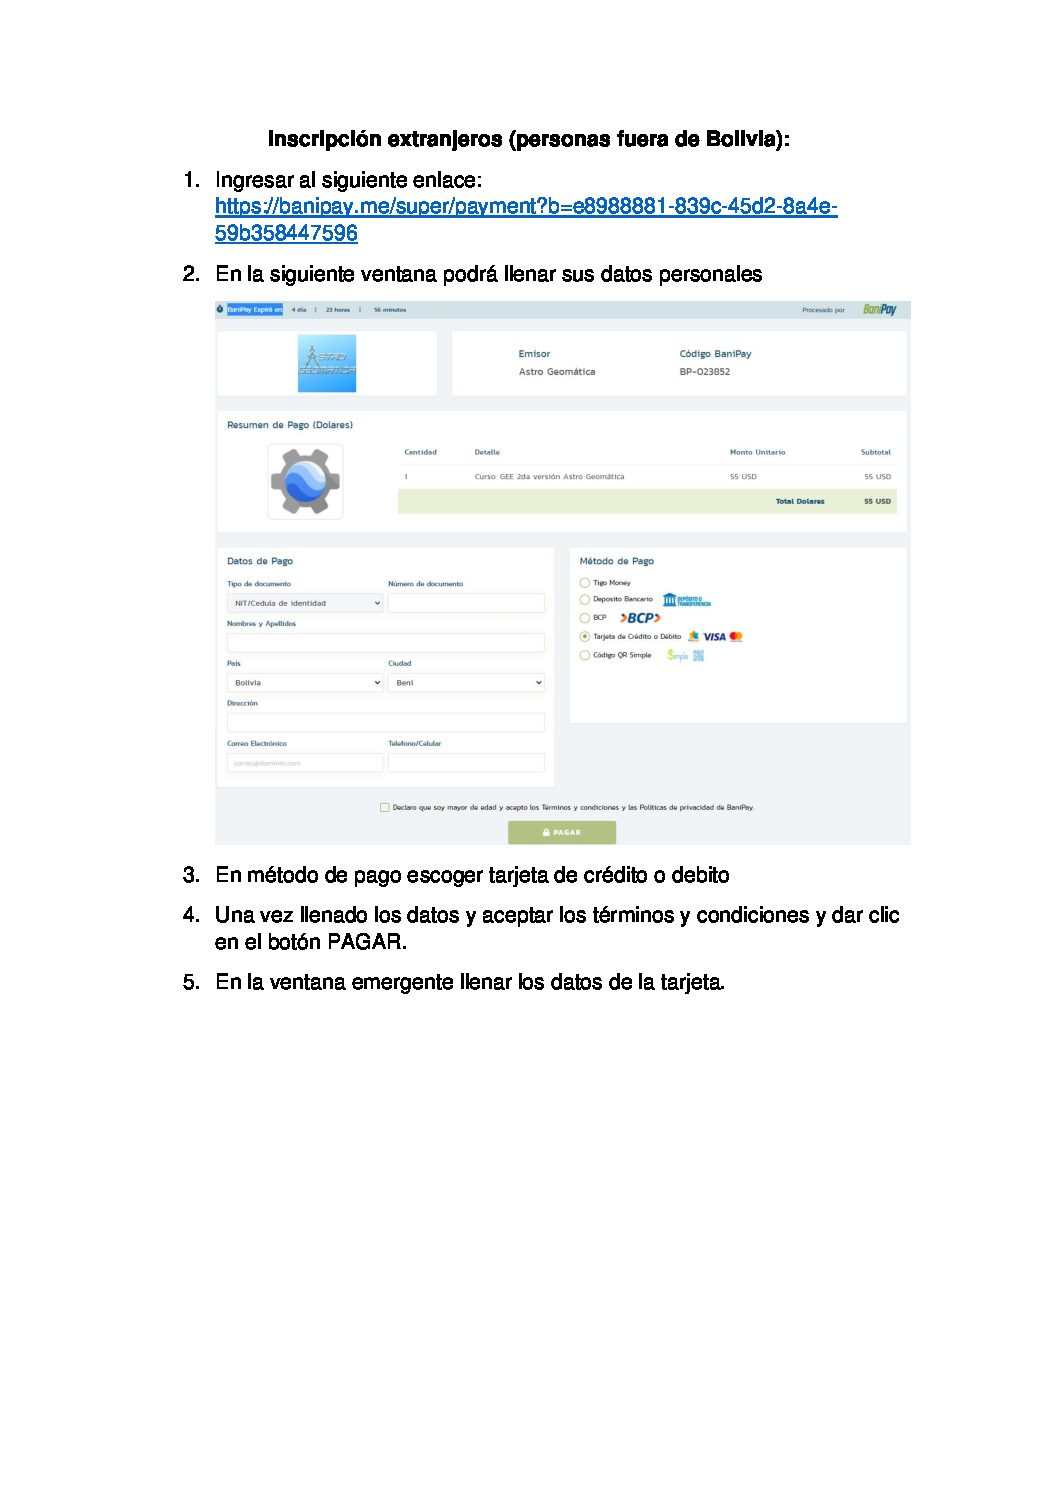 Inscripción extranjeros (personas fuera de Bolivia):
1. Ingresar al siguiente enlace:
https://banipay.me/super/payment?b=e8988881-839c-45d2-8a4e-
59b358447596
2. En la siguiente ventana podrá llenar sus datos personales
BaniPay Expirá en: 4 día | 23 horas | 56 minutos Procesado por BaniPay
ASTRO
GEOMATICA
Emisor Código BaniPay
Astro Geomática BP-023852
Resumen de Pago (Dolares)
Cantidad Detalle Monto Unitario Subtotal
1 Curso: GEE 2da versión Astro Geomática 55 USD 55 USD
Total Dolares 55 USD
Datos de Pago
Tipo de documento Número de documento
NIT/Cedula de identidad
Nombres y Apellidos
País Ciudad
Bolivia Beni
Dirección
Correo Electrónico Telefono/Celular
correo@dominio.com
Método de Pago
Tigo Money
Deposito Bancario DEPÓSITO O
TRANSFERENCIA
BCP BCP
Tarjeta de Crédito o Débito VISA
Código QR Simple Simple
Declaro que soy mayor de edad y acepto los Términos y condiciones y las Políticas de privacidad de BaniPay.
PAGAR
3. En método de pago escoger tarjeta de crédito o debito
4. Una vez llenado los datos y aceptar los términos y condiciones y dar clic
en el botón PAGAR.
5. En la ventana emergente llenar los datos de la tarjeta.